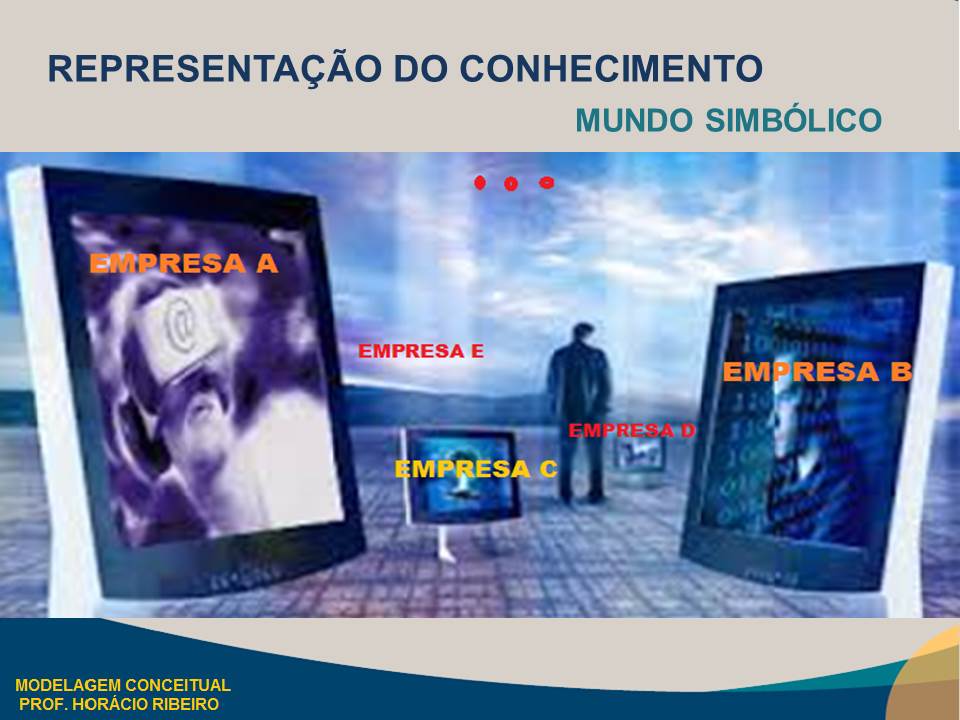 REPRESENTAÇÃO DO CONHECIMENTO
MUNDO SIMBÓLICO
EMPRESA A
@
EMPRESA E
EMPRESA B
EMPRESA D
EMPRESA C
MODELAGEM CONCEITUAL
PROF. HORÁCIO RIBEIRO